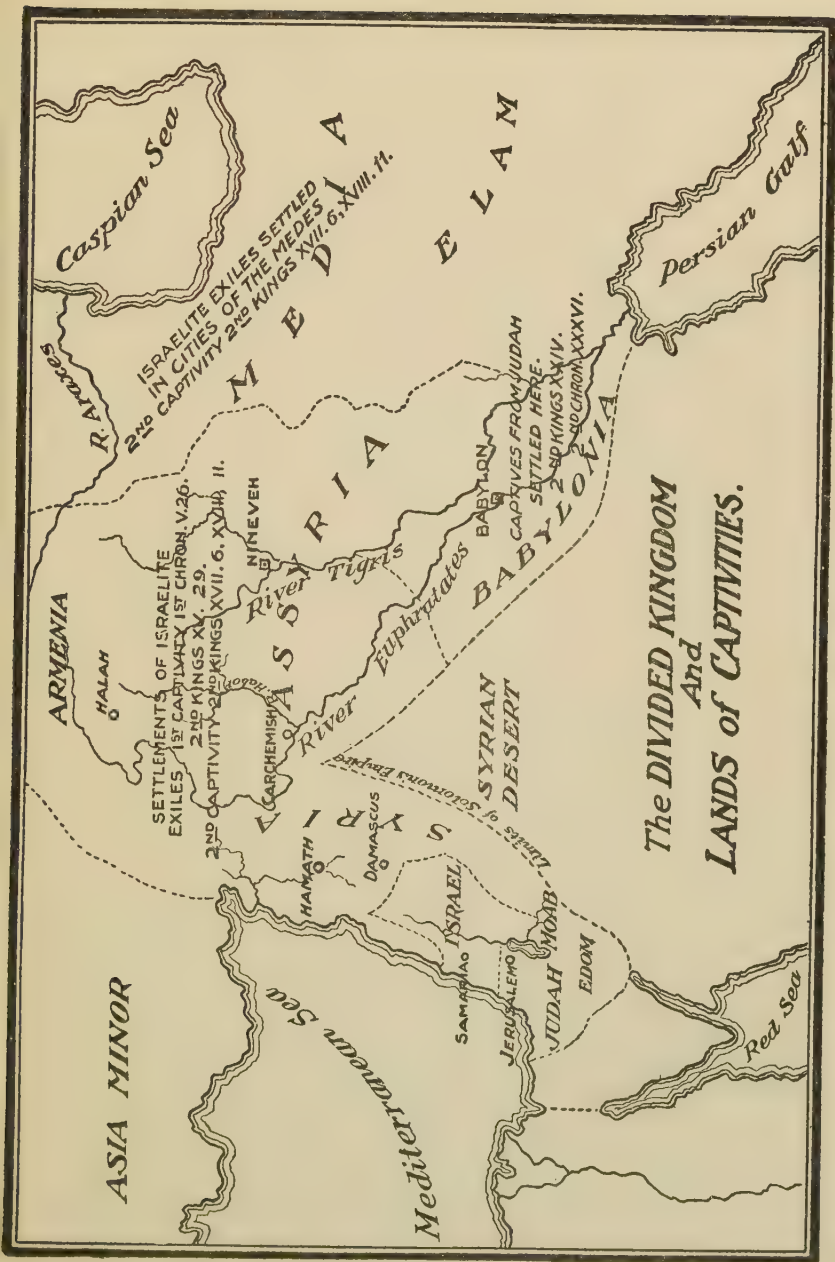 ASIA MINOR
ARMENIA
HALAH
R. Araxes
Caspian Sea
SETTLEMENTS OF ISRAELITE
EXILES 1ST CAPTIVITY 1ST CHRON. V. 26.
2ND KINGS XV. 29.
2ND CAPTIVITY 2ND KINGS XVII. 6. XVIII. 11.
ISRAELITE EXILES SETTLED
IN CITIES OF THE MEDES
2ND CAPTIVITY 2ND KINGS XVII. 6, XVIII. 11.
MEDIA
NINEVEH
CARCHEMISH
R. Habor
ASSYRIA
River Tigris
River Euphratates
ELAM
Mediterranean Sea
HAMATH
SYRIA
DAMASCUS
Limits of Solomon's Empire
BABYLON
CAPTIVES FROM JUDAH
SETTLED HERE.
2ND KINGS XXIV.
2ND CHRON. XXXVI.
BABYLONIA
Persian Gulf
SYRIAN
DESERT
ISRAEL
SAMARIA
JERUSALEM
JUDAH
MOAB
EDOM
Red Sea
The DIVIDED KINGDOM
And
LANDS of CAPTIVITIES.